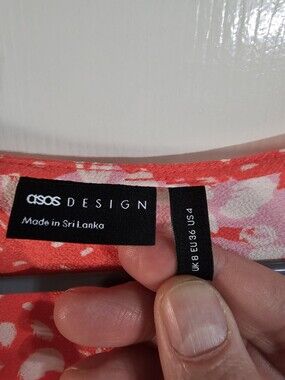 asos DESIGN
Made in Sri Lanka
UK 8 EU 36 US 4